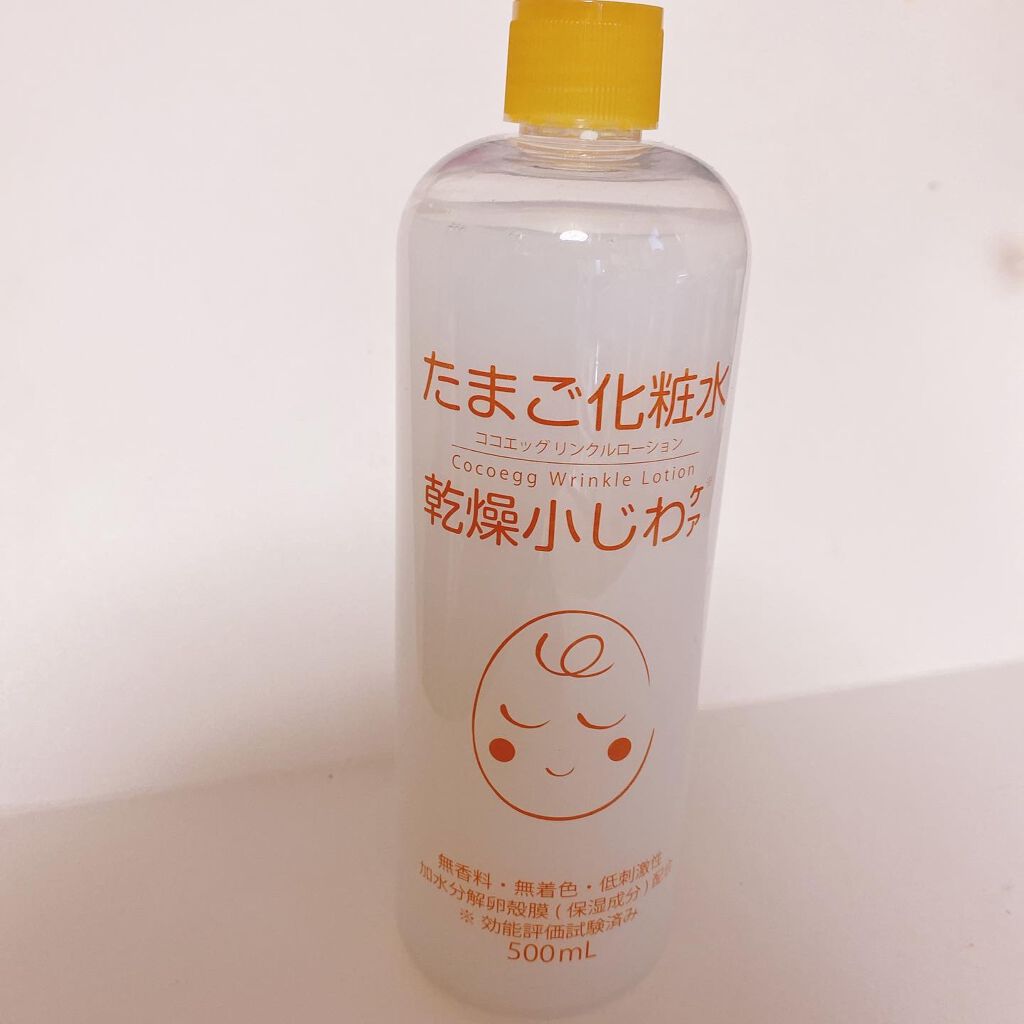 たまご化粧水
ココエッグリンクルローション
Cocoegg Wrinkle Lotion
乾燥小じわケア※
無香料・無着色・低刺激性
加水分解卵殻膜(保湿成分)配合
※効能評価試験済み
500mL